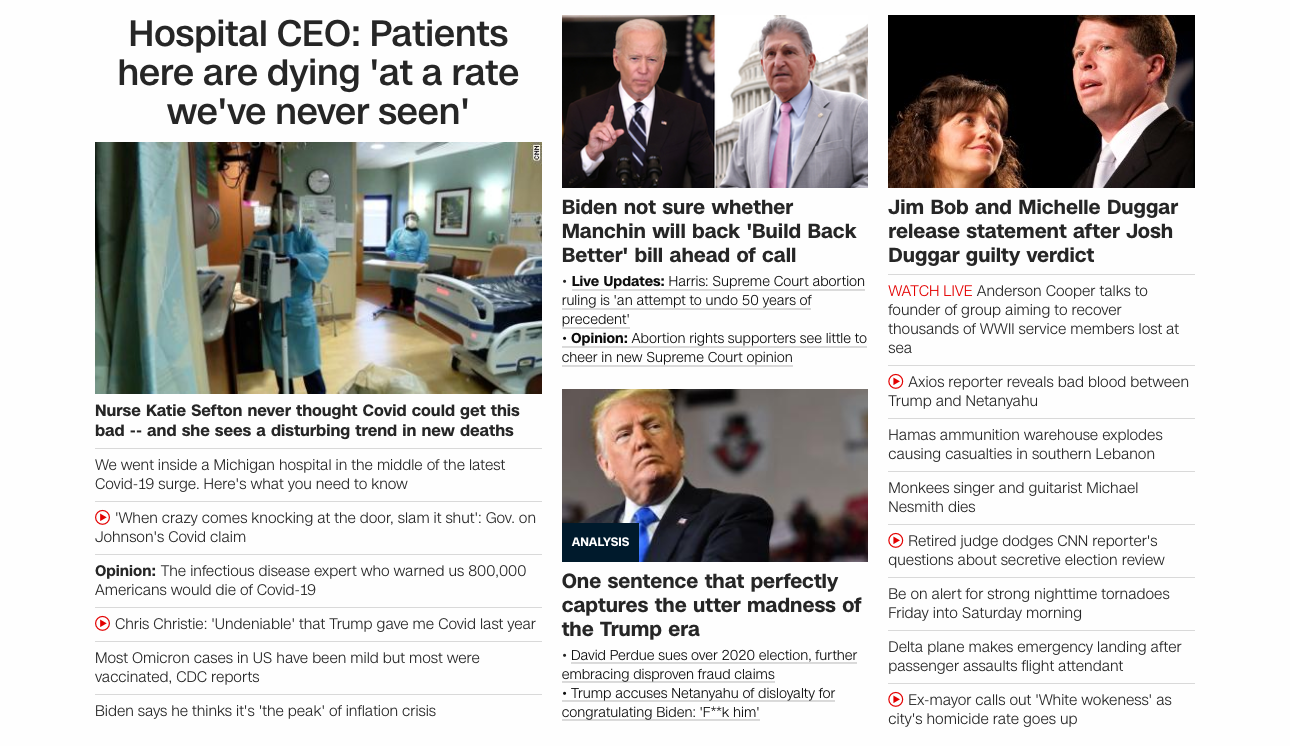 Hospital CEO: Patients
here are dying 'at a rate
we've never seen'
CNN
Nurse Katie Sefton never thought Covid could get this
bad -- and she sees a disturbing trend in new deaths
We went inside a Michigan hospital in the middle of the latest
Covid-19 surge. Here's what you need to know
'When crazy comes knocking at the door, slam it shut': Gov. on
Johnson's Covid claim
Opinion: The infectious disease expert who warned us 800,000
Americans would die of Covid-19
Chris Christie: 'Undeniable' that Trump gave me Covid last year
Most Omicron cases in US have been mild but most were
vaccinated, CDC reports
Biden says he thinks it's 'the peak' of inflation crisis
Biden not sure whether
Manchin will back 'Build Back
Better' bill ahead of call
• Live Updates: Harris: Supreme Court abortion
ruling is 'an attempt to undo 50 years of
precedent'
• Opinion: Abortion rights supporters see little to
cheer in new Supreme Court opinion
ANALYSIS
One sentence that perfectly
captures the utter madness of
the Trump era
• David Perdue sues over 2020 election, further
embracing disproven fraud claims
• Trump accuses Netanyahu of disloyalty for
congratulating Biden: 'F**k him'
Jim Bob and Michelle Duggar
release statement after Josh
Duggar guilty verdict
WATCH LIVE Anderson Cooper talks to
founder of group aiming to recover
thousands of WWII service members lost at
sea
Axios reporter reveals bad blood between
Trump and Netanyahu
Hamas ammunition warehouse explodes
causing casualties in southern Lebanon
Monkees singer and guitarist Michael
Nesmith dies
Retired judge dodges CNN reporter's
questions about secretive election review
Be on alert for strong nighttime tornadoes
Friday into Saturday morning
Delta plane makes emergency landing after
passenger assaults flight attendant
Ex-mayor calls out 'White wokeness' as
city's homicide rate goes up